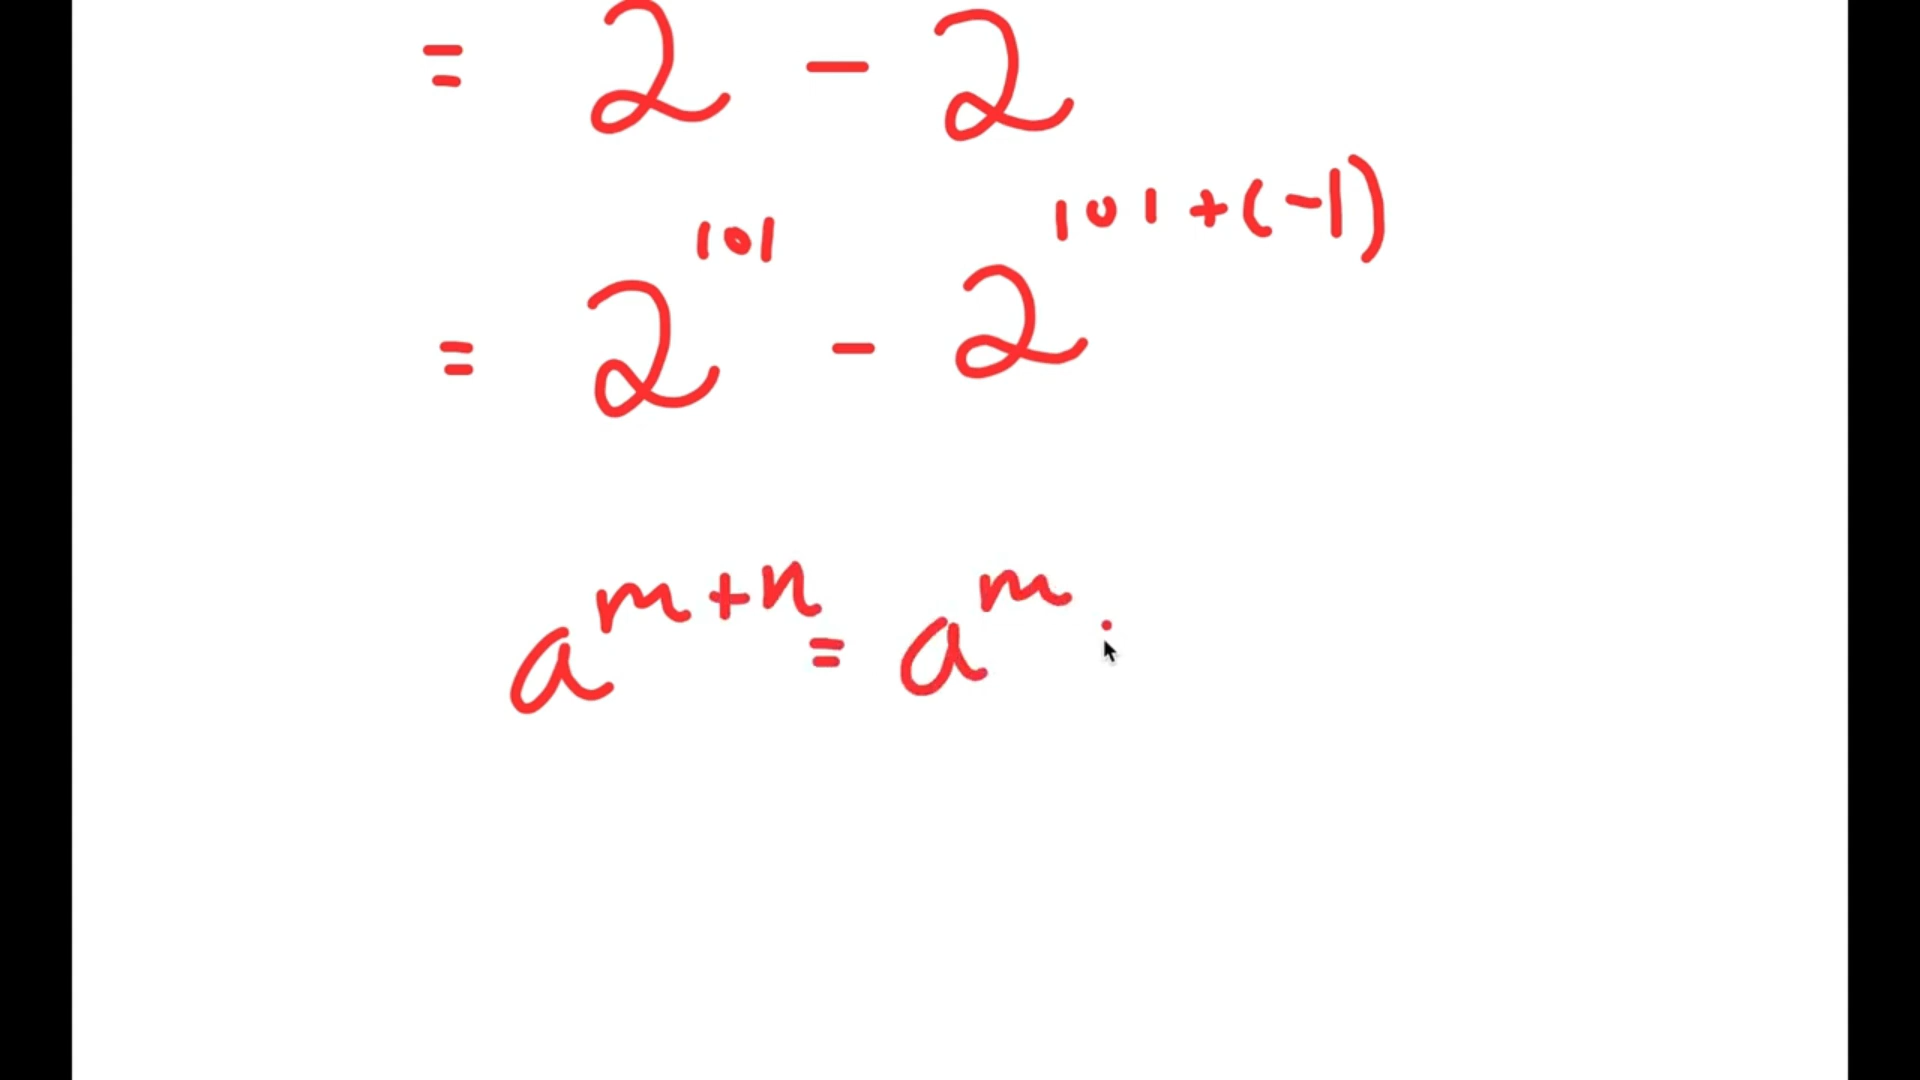 = 2 - 2
= 2^101 - 2^101+(-1)
a^m+n = a^m ·